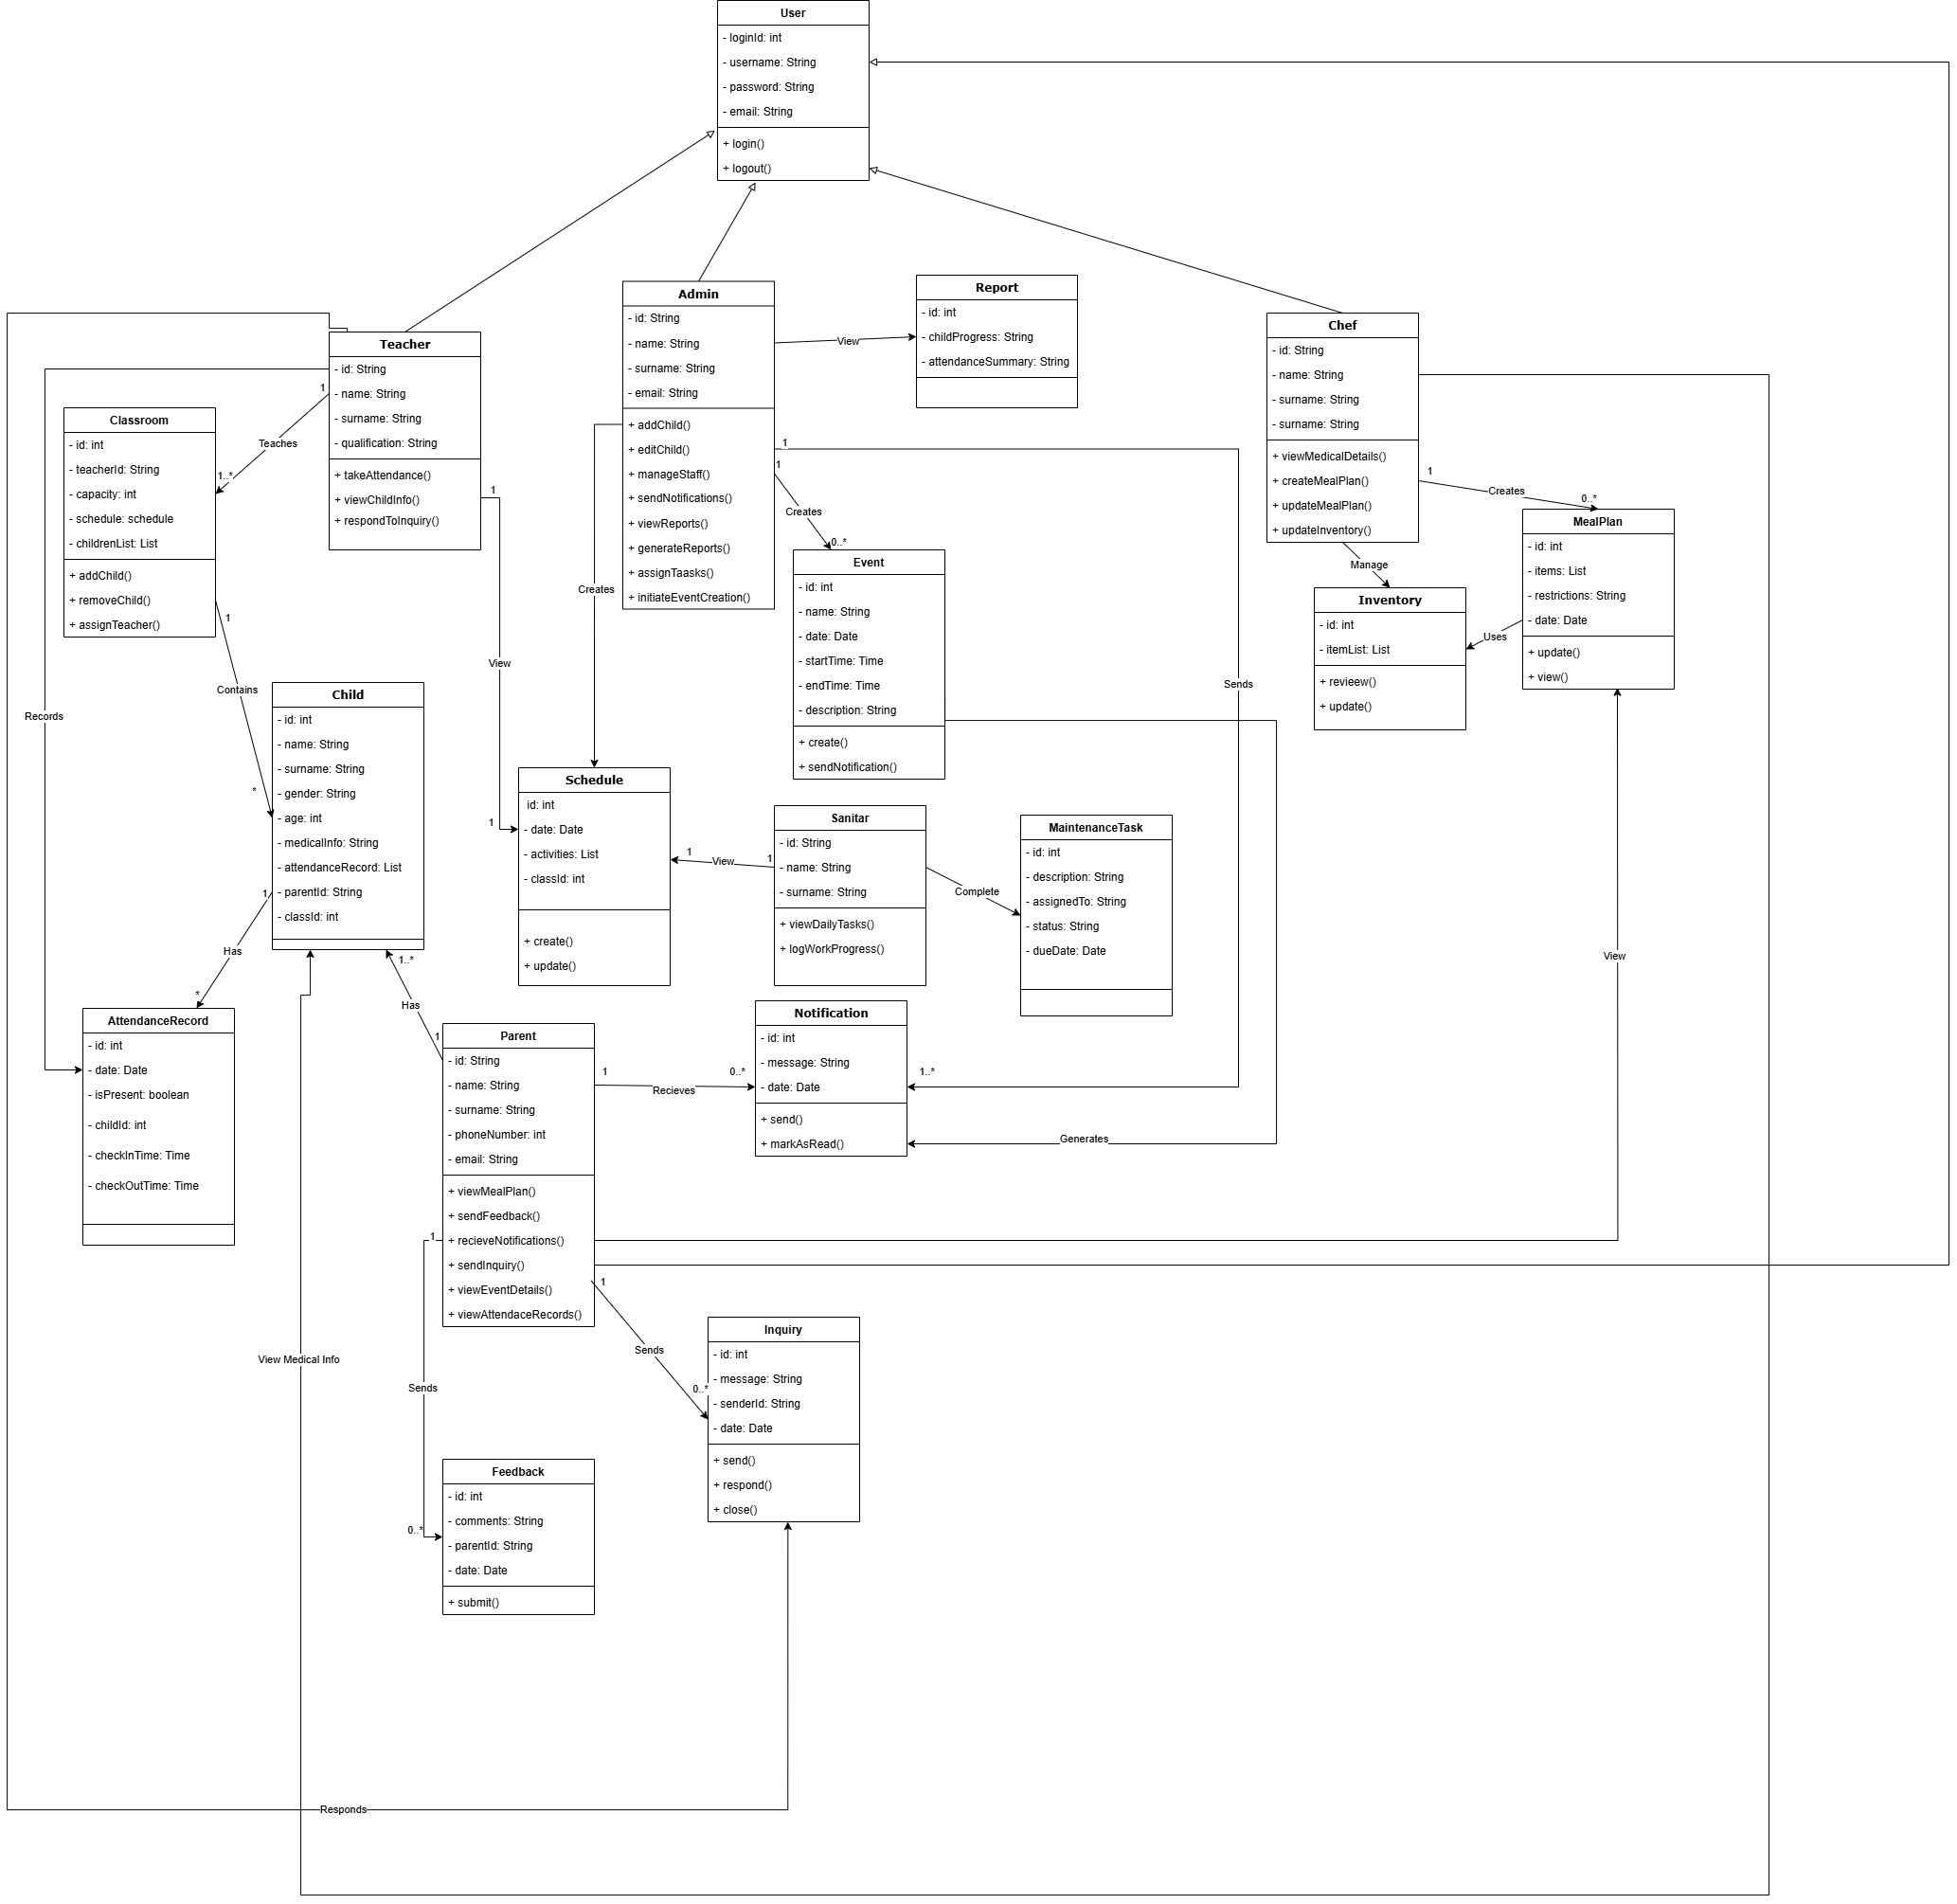 User
- loginId: int
- username: String
- password: String
- email: String
+ login()
+ logout()
Admin
- id: String
- name: String
- surname: String
- email: String
+ addChild()
+ editChild()
+ manageStaff()
+ sendNotifications()
+ viewReports()
+ generateReports()
+ assignTaasks()
+ initiateEventCreation()
View
Report
- id: int
- childProgress: String
- attendanceSummary: String
Chef
- id: String
- name: String
- surname: String
- surname: String
+ viewMedicalDetails()
+ createMealPlan()
+ updateMealPlan()
+ updateInventory()
Teacher
- id: String
- name: String
- surname: String
- qualification: String
+ takeAttendance()
+ viewChildInfo()
+ respondToInquiry()
1
Teaches
1..*
Classroom
- id: int
- teacherId: String
- capacity: int
- schedule: schedule
- childrenList: List
+ addChild()
+ removeChild()
+ assignTeacher()
1
Contains
*
Records
1
View
1
Creates
1
Sends
1..*
1
Creates
0..*
Event
- id: int
- name: String
- date: Date
- startTime: Time
- endTime: Time
- description: String
+ create()
+ sendNotification()
1
Creates
0..*
MealPlan
- id: int
- items: List
- restrictions: String
- date: Date
+ update()
+ view()
Manage
Uses
Inventory
- id: int
- itemList: List
+ revieew()
+ update()
Child
- id: int
- name: String
- surname: String
- gender: String
- age: int
- medicalInfo: String
- attendanceRecord: List
- parentId: String
- classId: int
Schedule
id: int
- date: Date
- activities: List
- classId: int
+ create()
+ update()
1
View
1
Sanitar
- id: String
- name: String
- surname: String
+ viewDailyTasks()
+ logWorkProgress()
Complete
MaintenanceTask
- id: int
- description: String
- assignedTo: String
- status: String
- dueDate: Date
1
Has
*
AttendanceRecord
- id: int
- date: Date
- isPresent: boolean
- childId: int
- checkInTime: Time
- checkOutTime: Time
1..*
Has
1
Parent
- id: String
- name: String
- surname: String
- phoneNumber: int
- email: String
+ viewMealPlan()
+ sendFeedback()
+ recieveNotifications()
+ sendInquiry()
+ viewEventDetails()
+ viewAttendaceRecords()
1
Recieves
0..*
Notification
- id: int
- message: String
- date: Date
+ send()
+ markAsRead()
Generates
View
1
Sends
0..*
1
Sends
0..*
Inquiry
- id: int
- message: String
- senderId: String
- date: Date
+ send()
+ respond()
+ close()
View Medical Info
Feedback
- id: int
- comments: String
- parentId: String
- date: Date
+ submit()
Responds